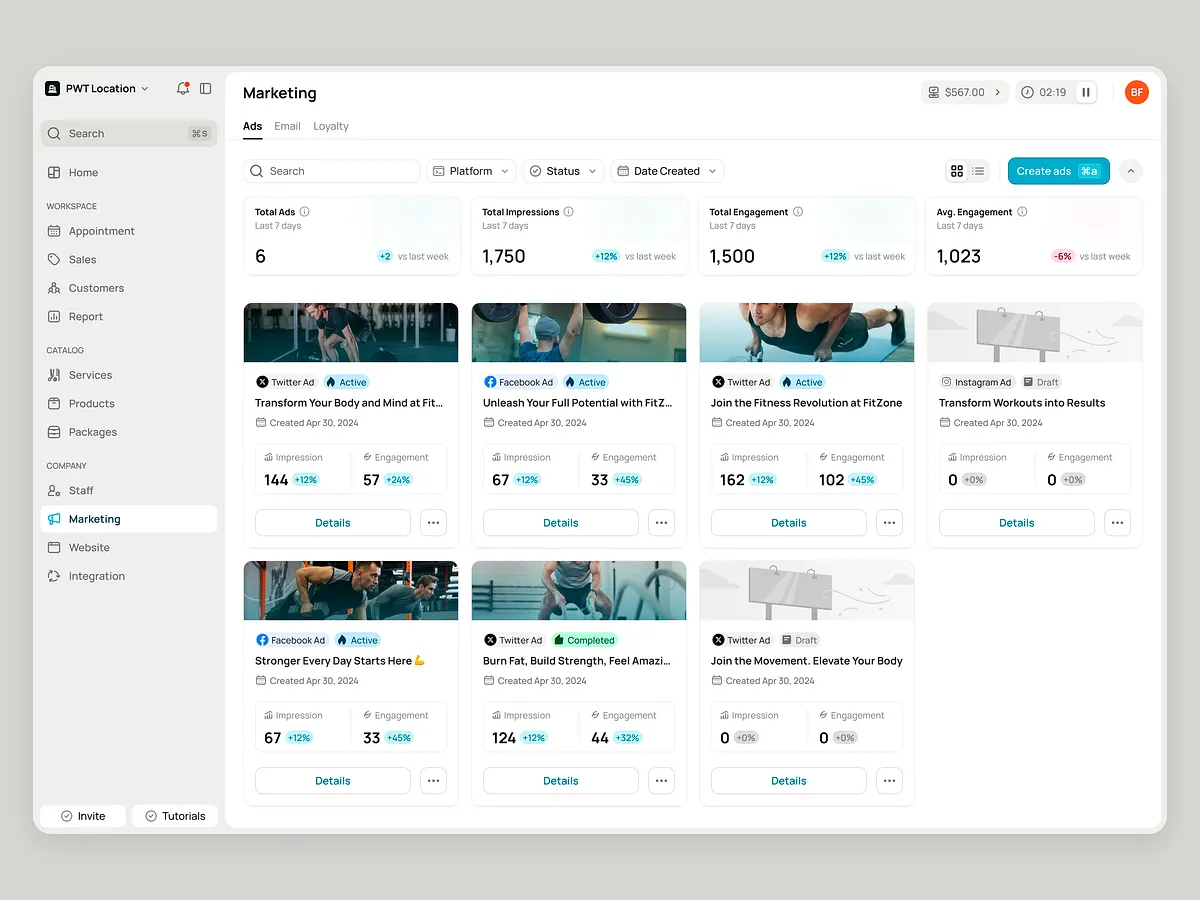 PWT Location
Search ⌘S
Home
WORKSPACE
Appointment
Sales
Customers
Report
CATALOG
Services
Products
Packages
COMPANY
Staff
Marketing
Website
Integration
Invite Tutorials
Marketing
$567.00 02:19 BF
Ads Email Loyalty
Search Platform Status Date Created Create ads ⌘a
Total Ads
Last 7 days
6 +2 vs last week
Total Impressions
Last 7 days
1,750 +12% vs last week
Total Engagement
Last 7 days
1,500 +12% vs last week
Avg. Engagement
Last 7 days
1,023 -6% vs last week
Twitter Ad Active
Transform Your Body and Mind at Fit...
Created Apr 30, 2024
Impression Engagement
144 +12% 57 +24%
Details
Facebook Ad Active
Unleash Your Full Potential with FitZ...
Created Apr 30, 2024
Impression Engagement
67 +12% 33 +45%
Details
Twitter Ad Active
Join the Fitness Revolution at FitZone
Created Apr 30, 2024
Impression Engagement
162 +12% 102 +45%
Details
Instagram Ad Draft
Transform Workouts into Results
Created Apr 30, 2024
Impression Engagement
0 +0% 0 +0%
Details
Facebook Ad Active
Stronger Every Day Starts Here💪
Created Apr 30, 2024
Impression Engagement
67 +12% 33 +45%
Details
Twitter Ad Completed
Burn Fat, Build Strength, Feel Amazi...
Created Apr 30, 2024
Impression Engagement
124 +12% 44 +32%
Details
Twitter Ad Draft
Join the Movement. Elevate Your Body
Created Apr 30, 2024
Impression Engagement
0 +0% 0 +0%
Details